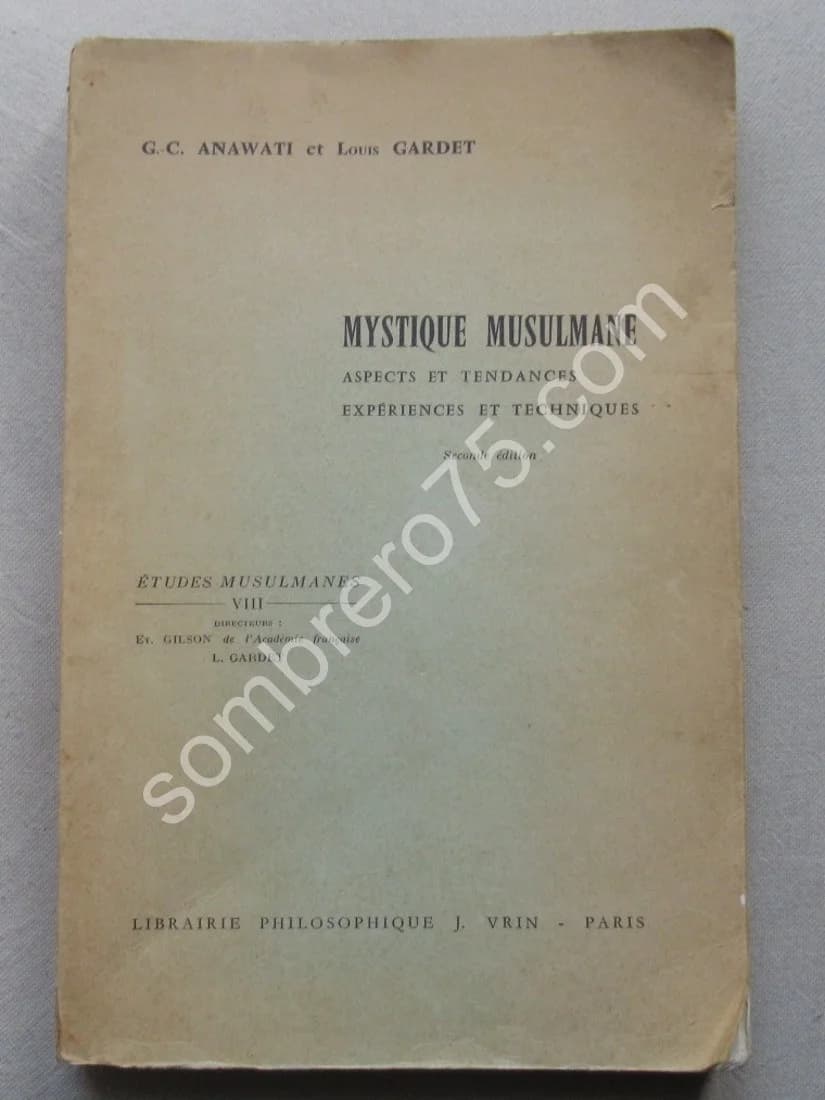 G.-C. ANAWATI et Louis GARDET
MYSTIQUE MUSULMANE
ASPECTS ET TENDANCES
EXPÉRIENCES ET TECHNIQUES
Seconde édition
ÉTUDES MUSULMANES
VIII
DIRECTEURS :
Et. GILSON de l'Académie française
L. GARDET
LIBRAIRIE PHILOSOPHIQUE J. VRIN - PARIS
sombrero75.com